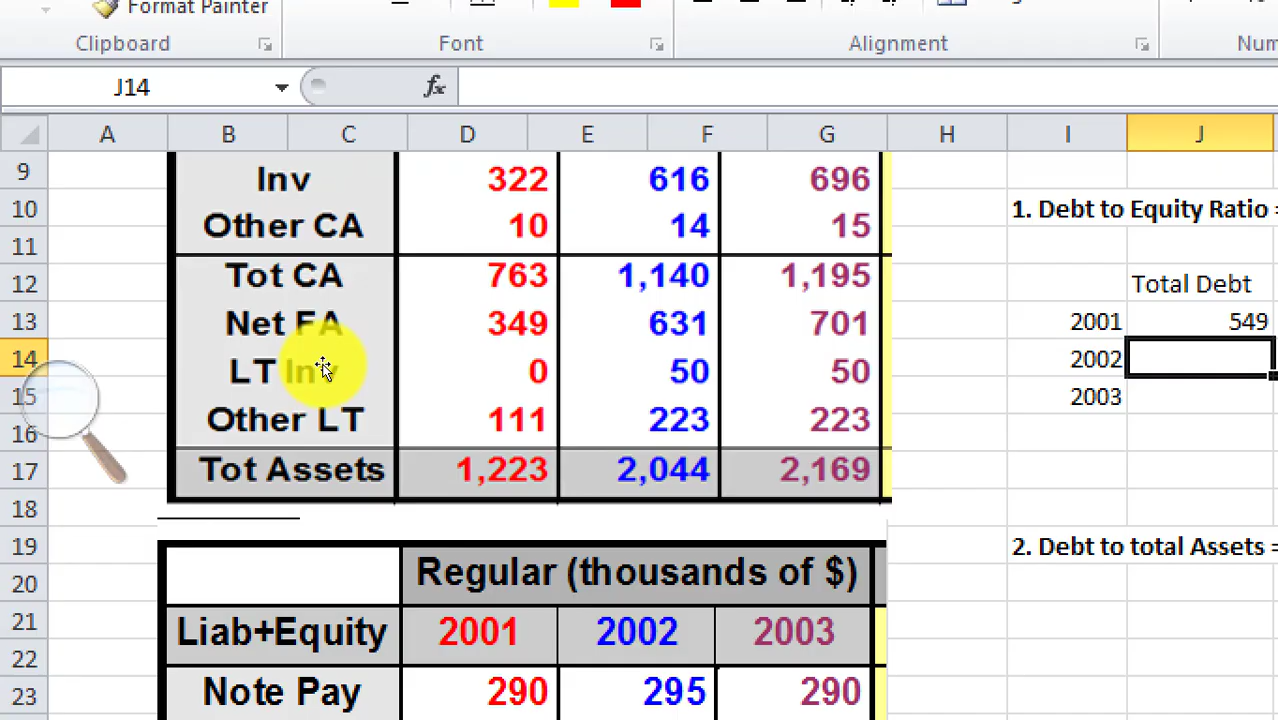 Format Painter
Clipboard Font Alignment
J14 fx
A B C D E F G H I J
9 Inv 322 616 696
10 Other CA 10 14 15 1. Debt to Equity Ratio =
11
12 Tot CA 763 1,140 1,195 Total Debt
13 Net FA 349 631 701 2001 549
14 LT Inv 0 50 50 2002
15 2003
16 Other LT 111 223 223
17 Tot Assets 1,223 2,044 2,169
18
19 2. Debt to total Assets =
20 Regular (thousands of $)
21 Liab+Equity 2001 2002 2003
22
23 Note Pay 290 295 290